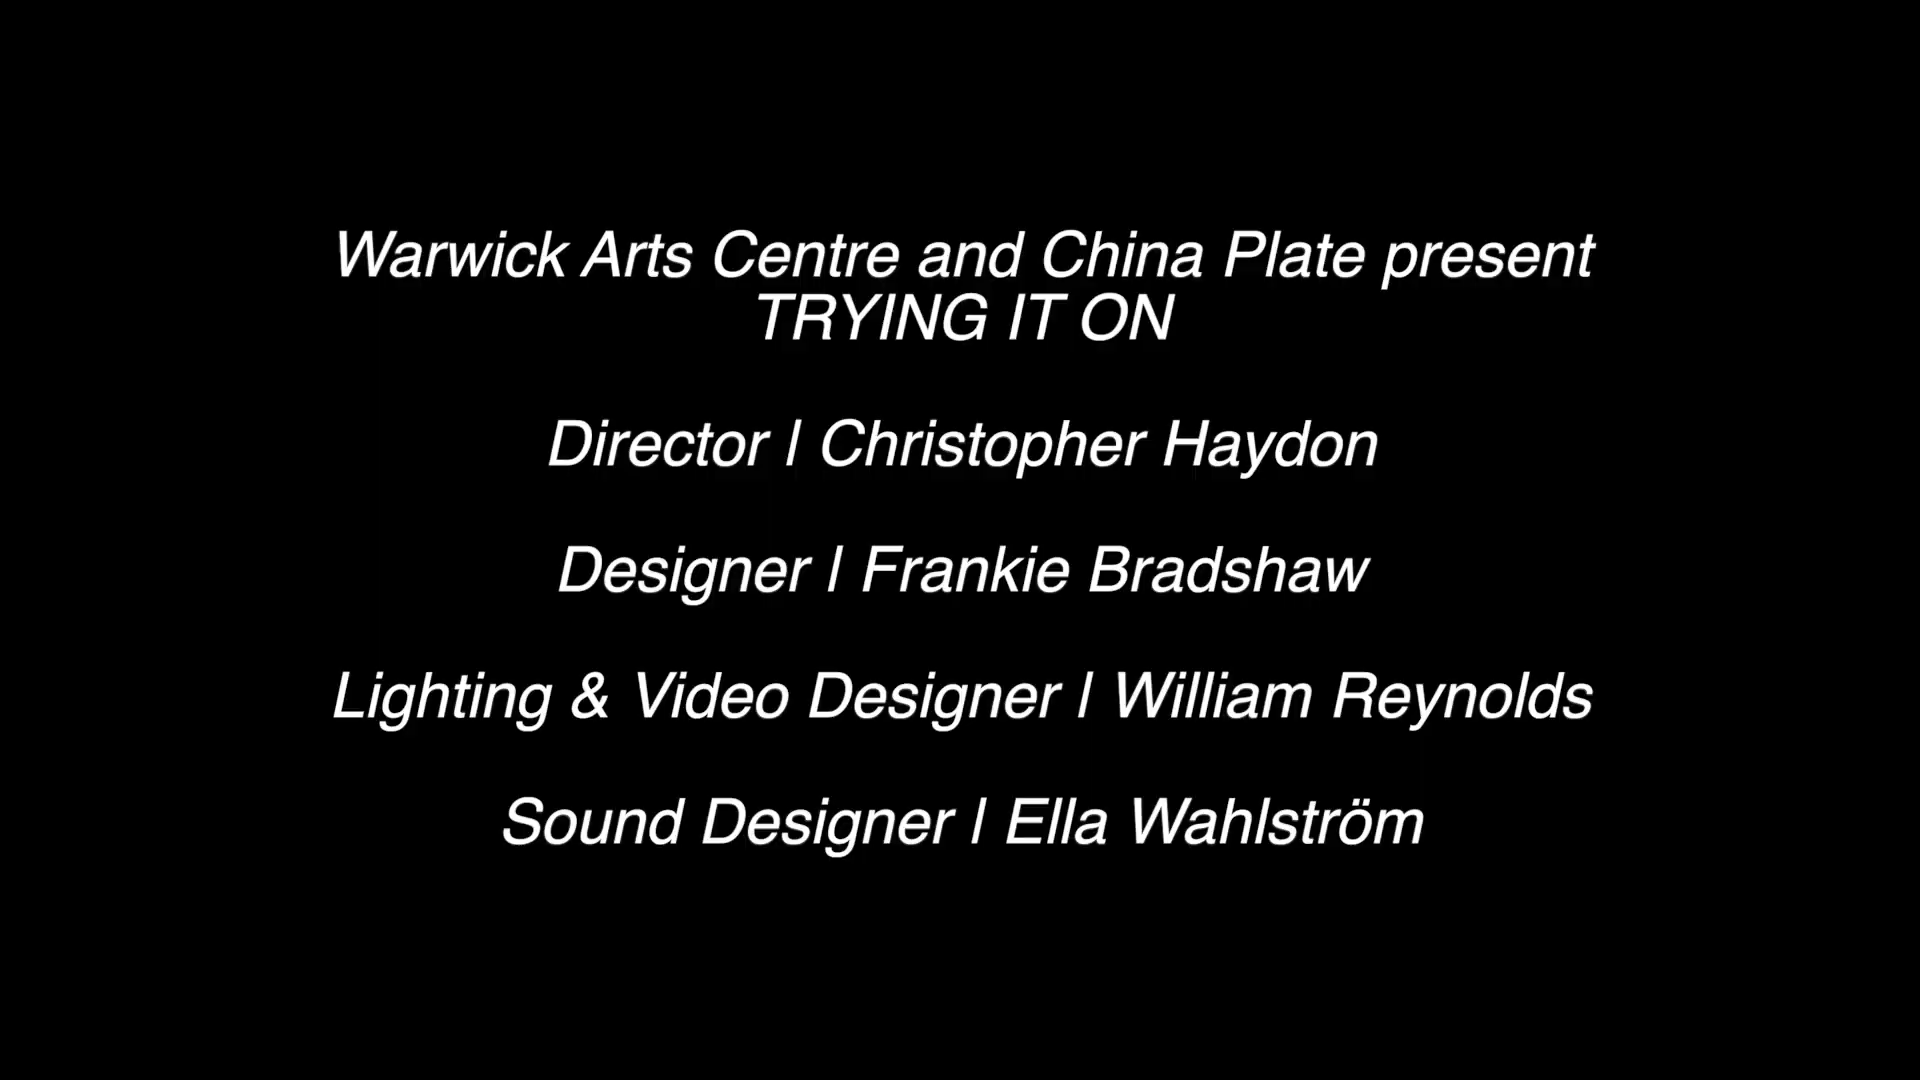 Warwick Arts Centre and China Plate present
TRYING IT ON
Director | Christopher Haydon
Designer | Frankie Bradshaw
Lighting & Video Designer | William Reynolds
Sound Designer | Ella Wahlström